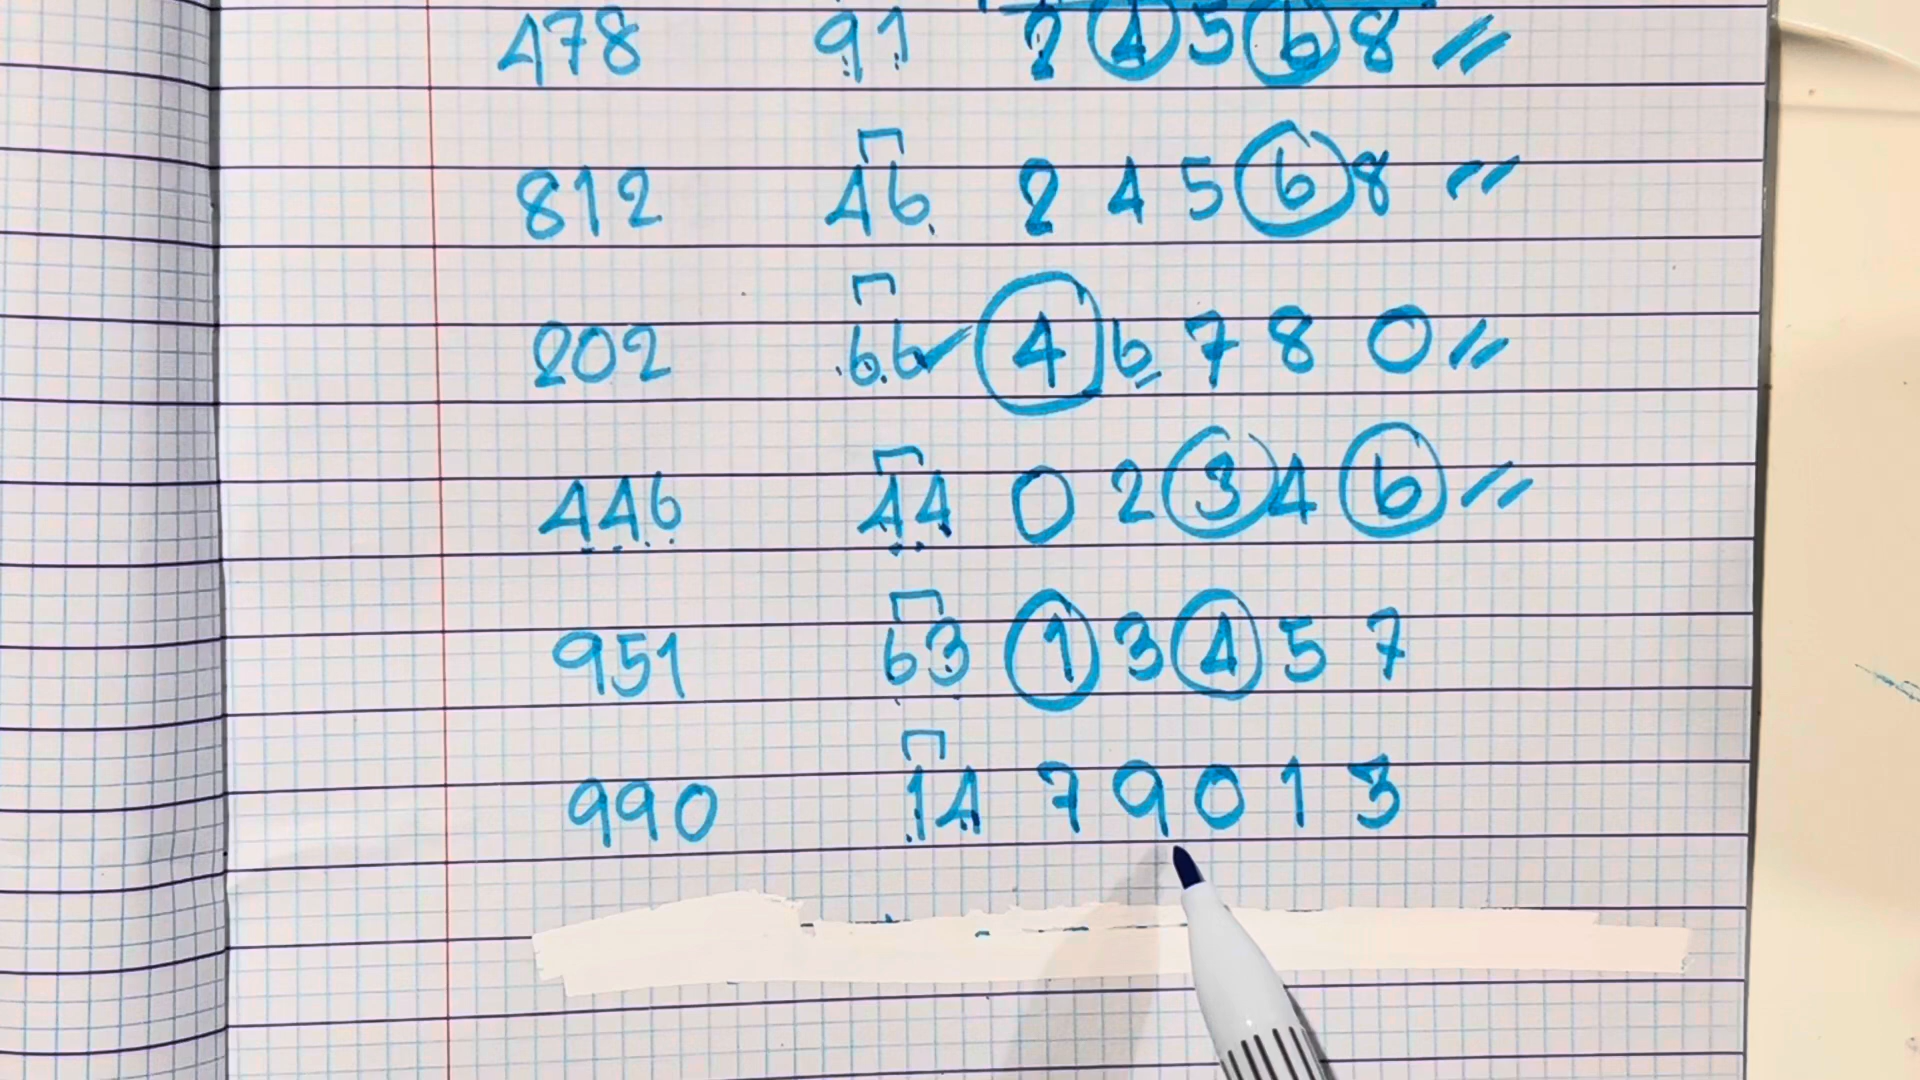 478 91 2 4 5 6 8 //
812 46 2 4 5 6 8 //
202 66 ✓ 4 6 7 8 0 //
446 44 0 2 3 4 6 //
951 63 1 3 4 5 7
990 14 7 9 0 1 3